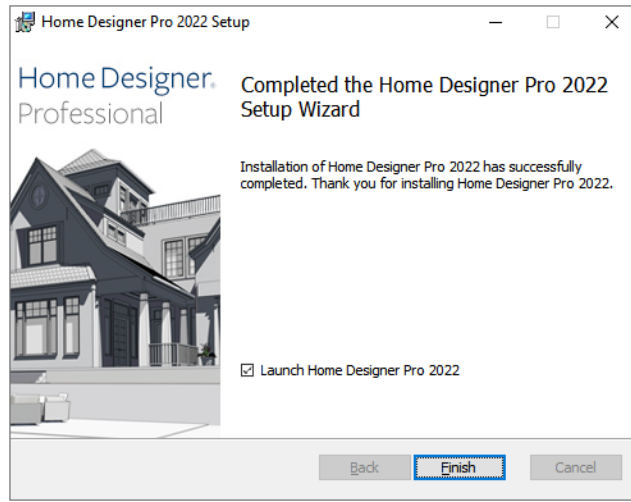 Home Designer Pro 2022 Setup
Home Designer®
Professional
Completed the Home Designer Pro 2022
Setup Wizard
Installation of Home Designer Pro 2022 has successfully
completed. Thank you for installing Home Designer Pro 2022.
Launch Home Designer Pro 2022
Back
Finish
Cancel